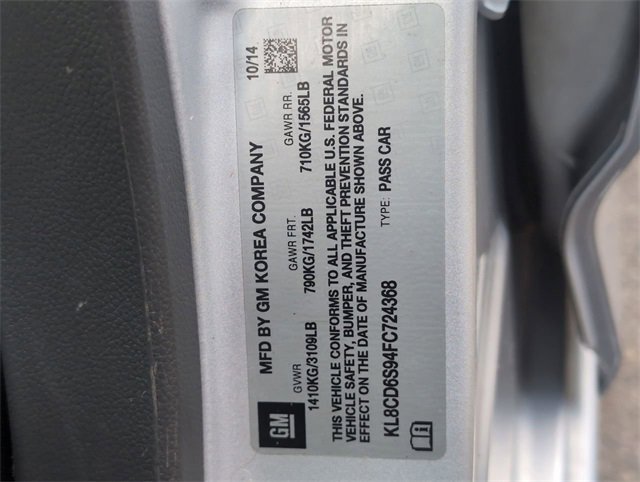 MFD BY GM KOREA COMPANY 10/14
GM
GVWR GAWR FRT. GAWR RR.
1410KG/3109LB 790KG/1742LB 710KG/1565LB
THIS VEHICLE CONFORMS TO ALL APPLICABLE U.S. FEDERAL MOTOR
VEHICLE SAFETY, BUMPER, AND THEFT PREVENTION STANDARDS IN
EFFECT ON THE DATE OF MANUFACTURE SHOWN ABOVE.
KL8CD6S94FC724368 TYPE: PASS CAR